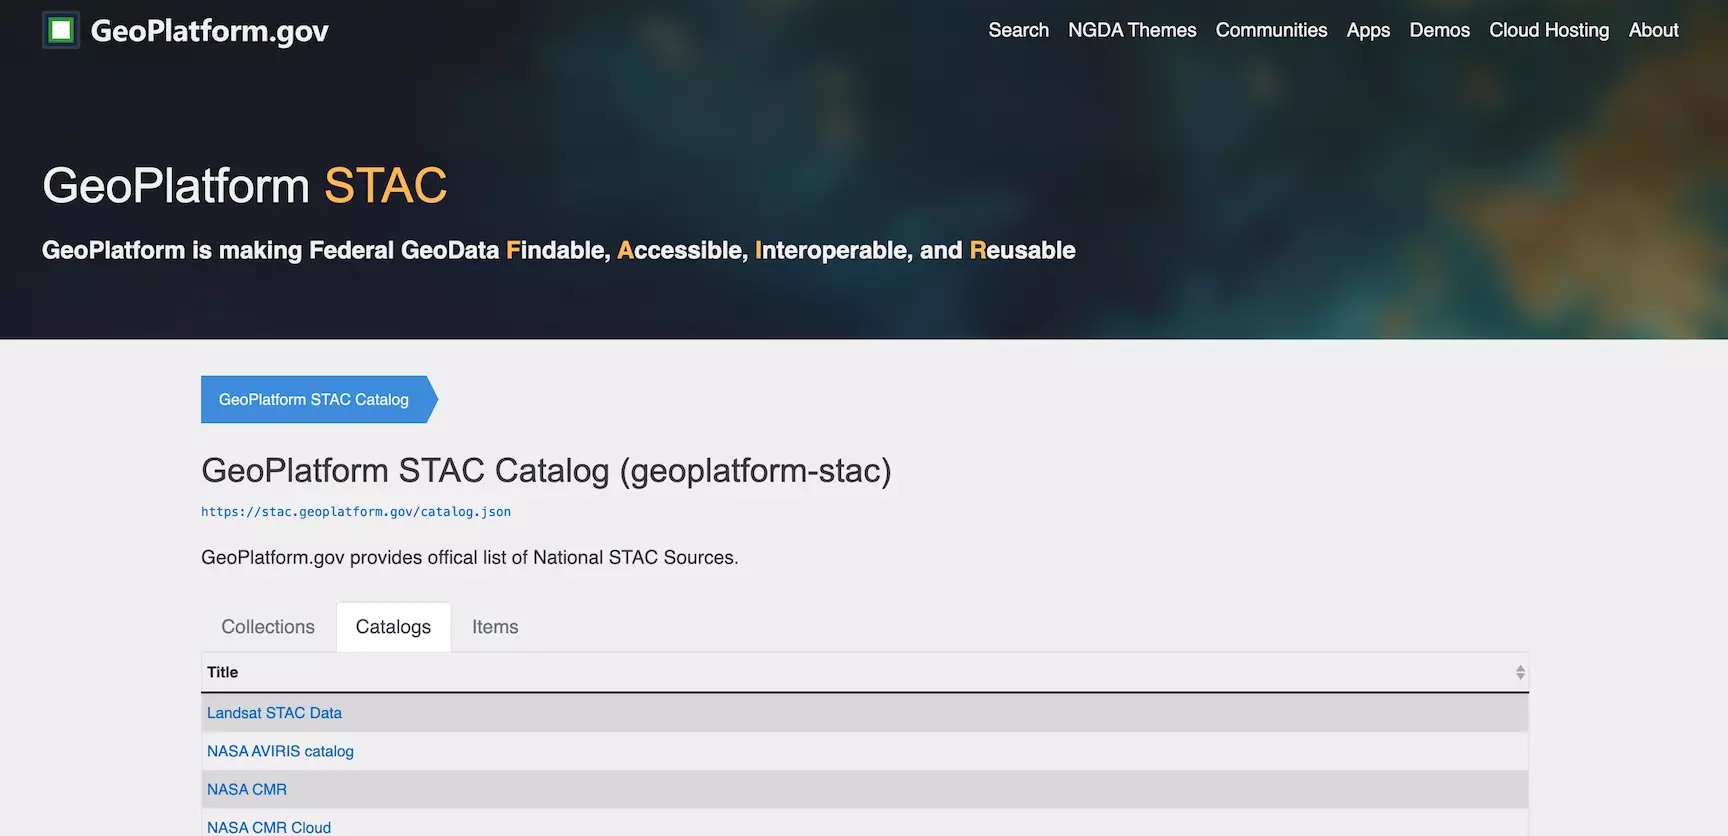 GeoPlatform.gov
Search NGDA Themes Communities Apps Demos Cloud Hosting About
GeoPlatform STAC
GeoPlatform is making Federal GeoData Findable, Accessible, Interoperable, and Reusable
GeoPlatform STAC Catalog
GeoPlatform STAC Catalog (geoplatform-stac)
https://stac.geoplatform.gov/catalog.json
GeoPlatform.gov provides offical list of National STAC Sources.
Collections Catalogs Items
Title
Landsat STAC Data
NASA AVIRIS catalog
NASA CMR
NASA CMR Cloud